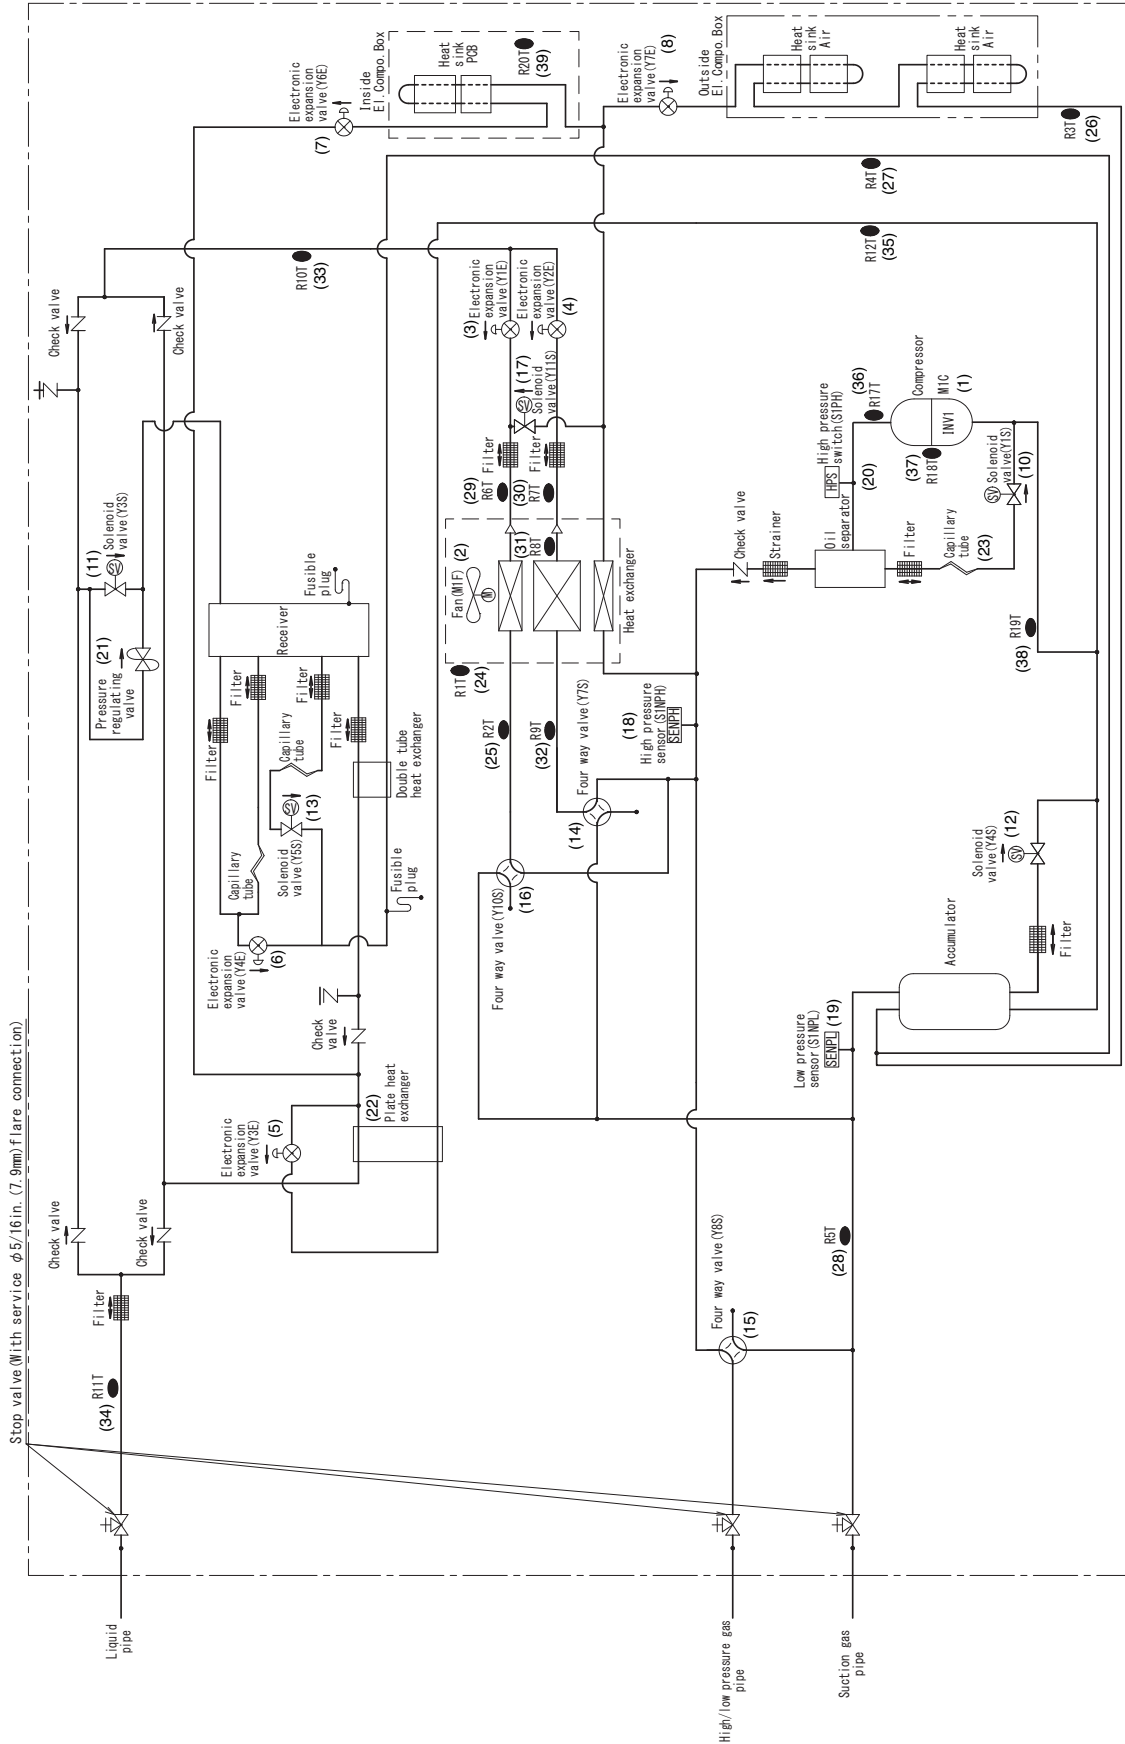 Stop valve(With service φ5/16in.(7.9mm)flare connection)
Liquid
pipe
High/low pressure gas
pipe
Suction gas
pipe
(34)
R11T
Filter
Check valve
Check valve
Electronic
expansion
valve(Y3E)
(5)
(22)
Plate heat
exchanger
Check
valve
Electronic
expansion
valve(Y4E)
(6)
Fusible
plug
Capillary
tube
Solenoid
valve(Y5S)
(13)
SV
Capillary
tube
Double tube
heat exchanger
Filter
Filter
Filter
Filter
Receiver
Fusible
plug
Pressure
regulating
valve
(21)
(11)
Solenoid
valve(Y3S)
SV
Check valve
Check valve
R10T
(33)
Electronic
expansion
valve(Y6E)
(7)
Inside
El.Compo.Box
Heat
sink
PCB
R20T
(39)
Electronic
expansion
valve(Y7E)
(8)
Outside
El.Compo.Box
Heat
sink
Air
Heat
sink
Air
R3T
(26)
R4T
(27)
R12T
(35)
(3)
Electronic
expansion
valve(Y1E)
Electronic
expansion
valve(Y2E)
(4)
(17)
Solenoid
valve(Y11S)
SV
Filter
Filter
(29)
R6T
(30)
R7T
(31)
R8T
Fan(M1F)
(2)
M
Heat exchanger
R1T
(24)
(25)
R2T
(32)
R9T
Four way valve(Y7S)
(14)
Four way valve(Y10S)
(16)
(18)
High pressure
sensor(S1NPH)
SENPH
Check valve
Strainer
Oil
separator
Filter
Capillary
tube
(23)
HPS
High pressure
switch(S1PH)
(20)
(36)
R17T
Compressor
M1C
(1)
INV1
(37)
R18T
SV
Solenoid
valve(Y1S)
(10)
R19T
(38)
Solenoid
valve(Y4S)
(12)
SV
Filter
Accumulator
Low pressure
sensor(S1NPL)
SENPL
(19)
(28)
R5T
Four way valve(Y8S)
(15)